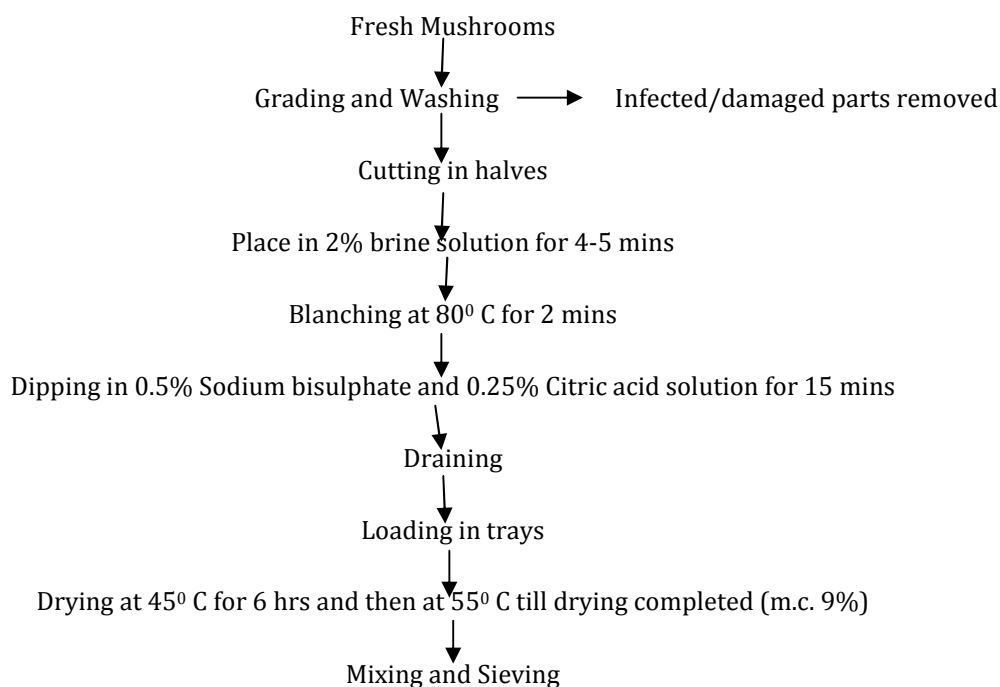 Fresh Mushrooms
Grading and Washing Infected/damaged parts removed
Cutting in halves
Place in 2% brine solution for 4-5 mins
Blanching at 80⁰ C for 2 mins
Dipping in 0.5% Sodium bisulphate and 0.25% Citric acid solution for 15 mins
Draining
Loading in trays
Drying at 45⁰ C for 6 hrs and then at 55⁰ C till drying completed (m.c. 9%)
Mixing and Sieving